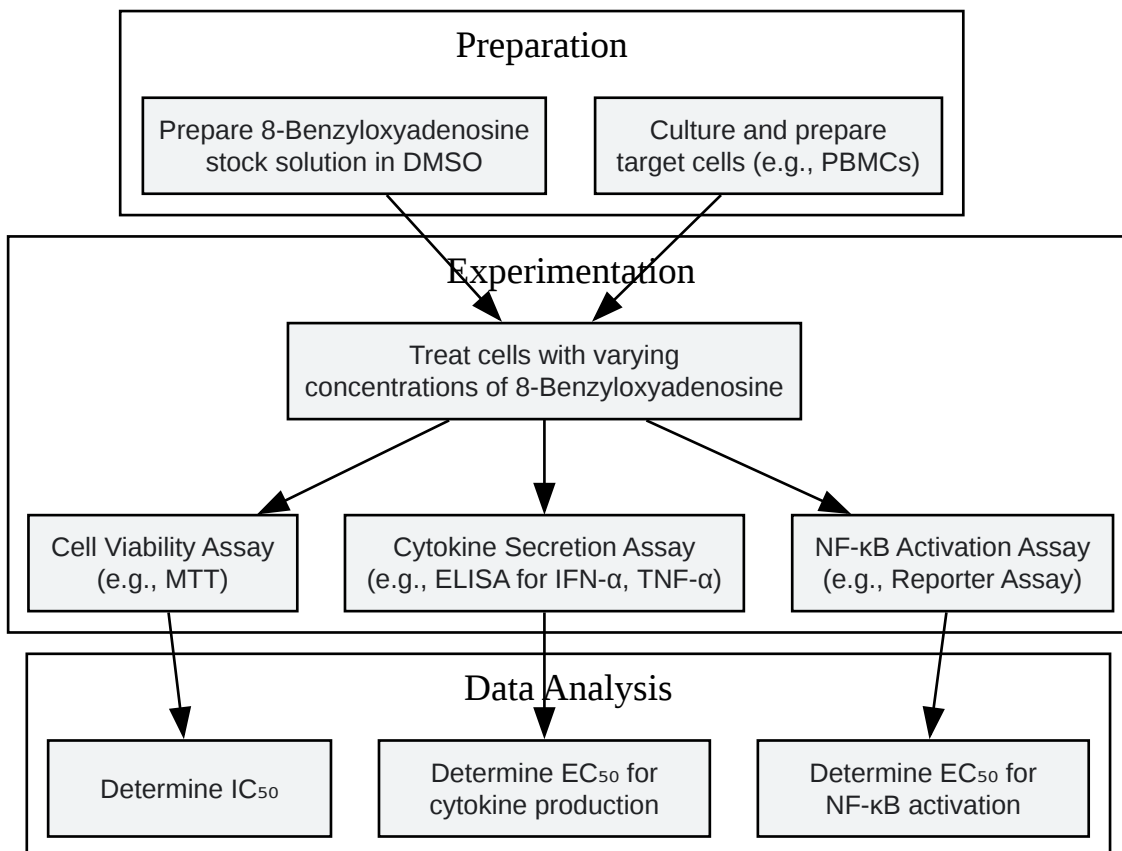 Preparation
Prepare 8-Benzyloxyadenosine
stock solution in DMSO
Culture and prepare
target cells (e.g., PBMCs)
Experimentation
Treat cells with varying
concentrations of 8-Benzyloxyadenosine
Cell Viability Assay
(e.g., MTT)
Cytokine Secretion Assay
(e.g., ELISA for IFN-α, TNF-α)
NF-κB Activation Assay
(e.g., Reporter Assay)
Data Analysis
Determine IC₅₀
Determine EC₅₀ for
cytokine production
Determine EC₅₀ for
NF-κB activation